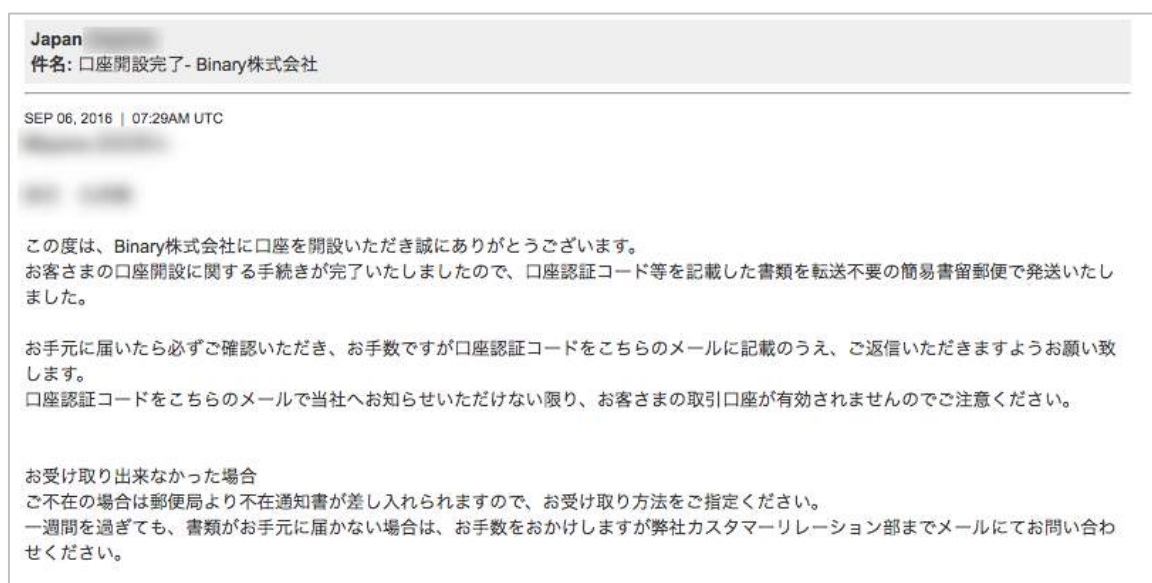 Japan
件名: 口座開設完了- Binary株式会社
SEP 06, 2016 | 07:29AM UTC
この度は、Binary株式会社に口座を開設いただき誠にありがとうございます。
お客さまの口座開設に関する手続きが完了いたしましたので、口座認証コード等を記載した書類を転送不要の簡易書留郵便で発送いたし
ました。
お手元に届いたら必ずご確認いただき、お手数ですが口座認証コードをこちらのメールに記載のうえ、ご返信いただきますようお願い致
します。
口座認証コードをこちらのメールで当社へお知らせいただけない限り、お客さまの取引口座が有効されませんのでご注意ください。
お受け取り出来なかった場合
ご不在の場合は郵便局より不在通知書が差し入れられますので、お受け取り方法をご指定ください。
一週間を過ぎても、書類がお手元に届かない場合は、お手数をおかけしますが弊社カスタマーリレーション部までメールにてお問い合わ
せください。